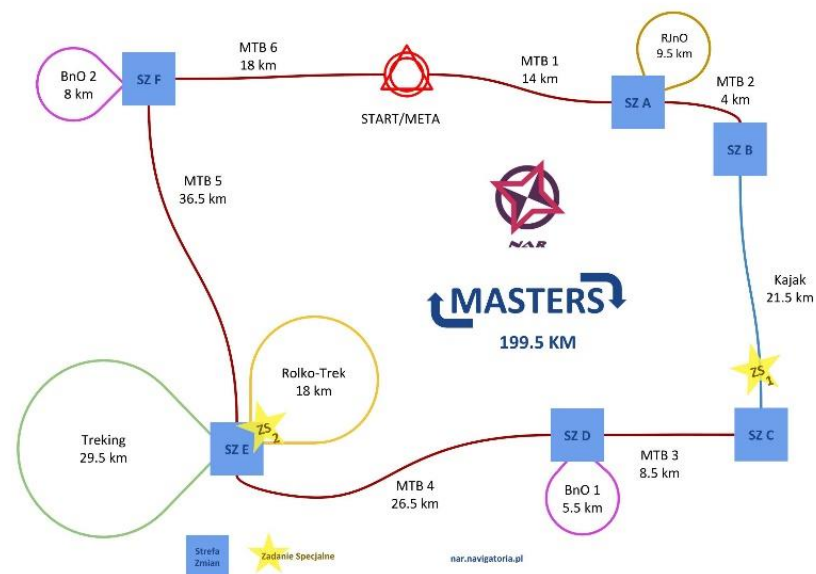 MTB 6
18 km
MTB 1
14 km
RJnO
9.5 km
BnO 2
8 km
SZ F
START/META
SZ A
MTB 2
4 km
SZ B
MTB 5
36.5 km
NAR
Kajak
21.5 km
MASTERS
199.5 KM
ZS 1
Rolko-Trek
18 km
Treking
29.5 km
ZS 2
SZ E
SZ D
SZ C
MTB 3
8.5 km
MTB 4
26.5 km
BnO 1
5.5 km
Strefa
Zmian
Zadanie Specjalne
nar.navigatoria.pl